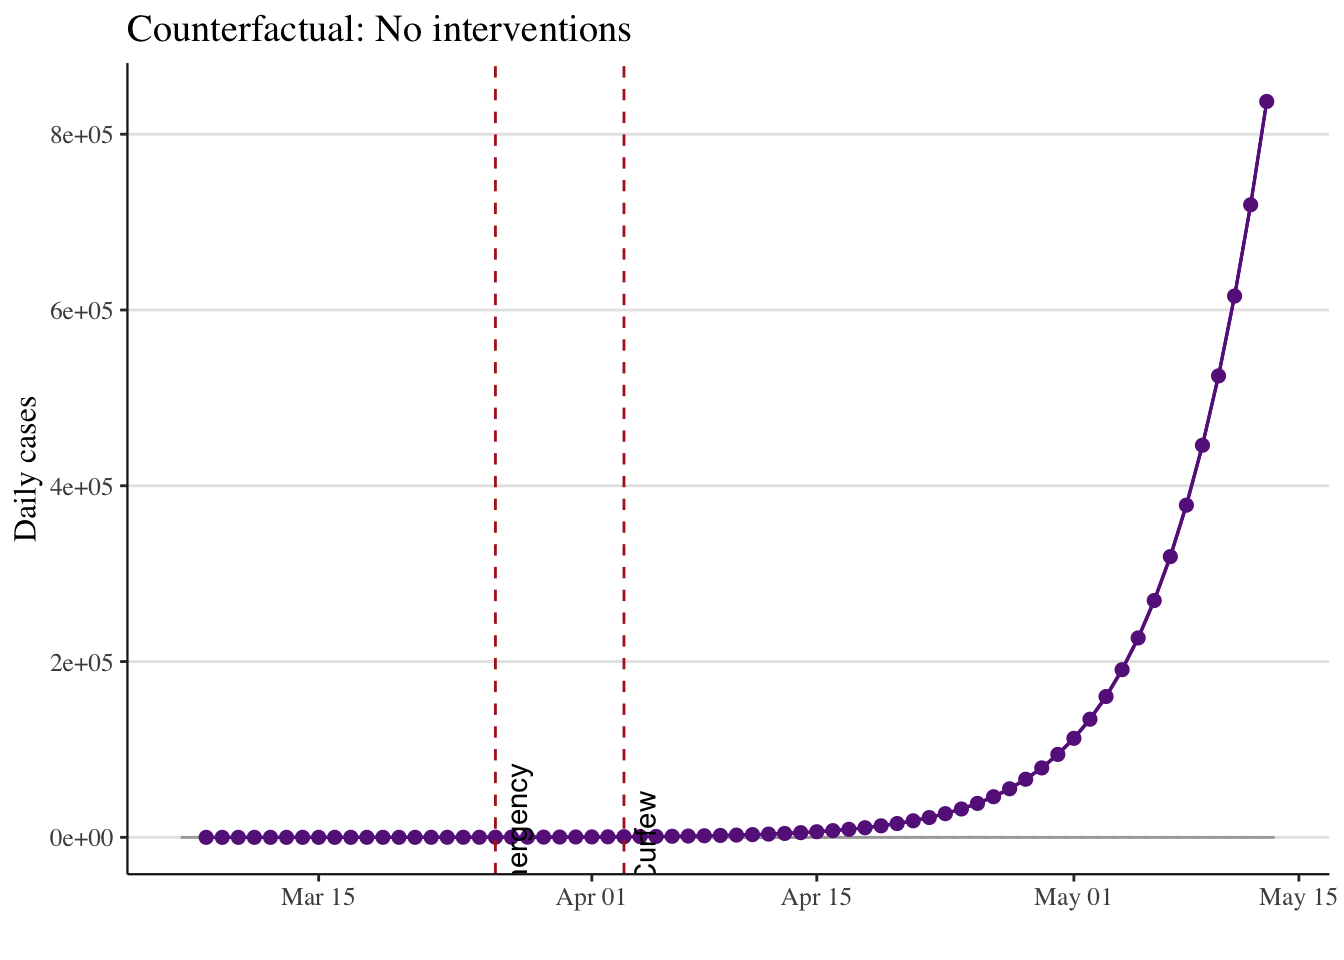 Counterfactual: No interventions
Daily cases
8e+05
6e+05
4e+05
2e+05
0e+00
Curfew
Mar 15
Apr 01
Apr 15
May 01
May 15